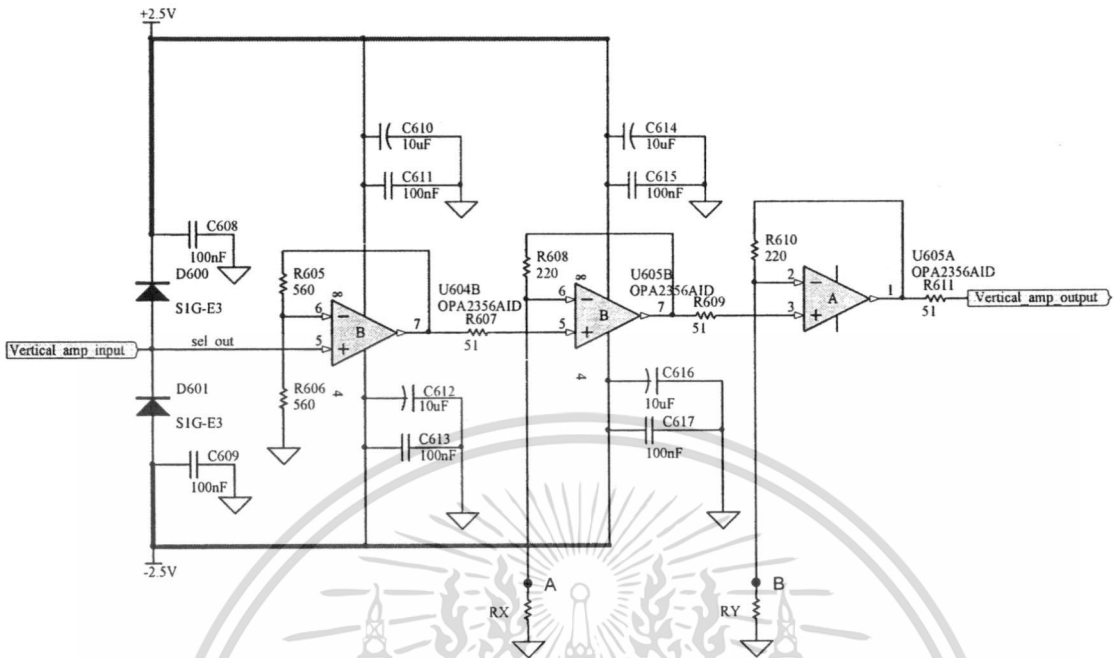 +2.5V
C610
10uF
C611
100nF
C614
10uF
C615
100nF
C608
100nF
D600
S1G-E3
R605
560
∞
6
5
B
7
4
U604B
OPA2356AID
R607
51
R608
220
∞
6
5
B
7
4
U605B
OPA2356AID
R609
51
R610
220
2
3
A
1
U605A
OPA2356AID
R611
51
Vertical_amp_output
Vertical_amp_input
sel_out
D601
S1G-E3
R606
560
C609
100nF
C612
10uF
C613
100nF
C616
10uF
C617
100nF
-2.5V
A
RX
B
RY